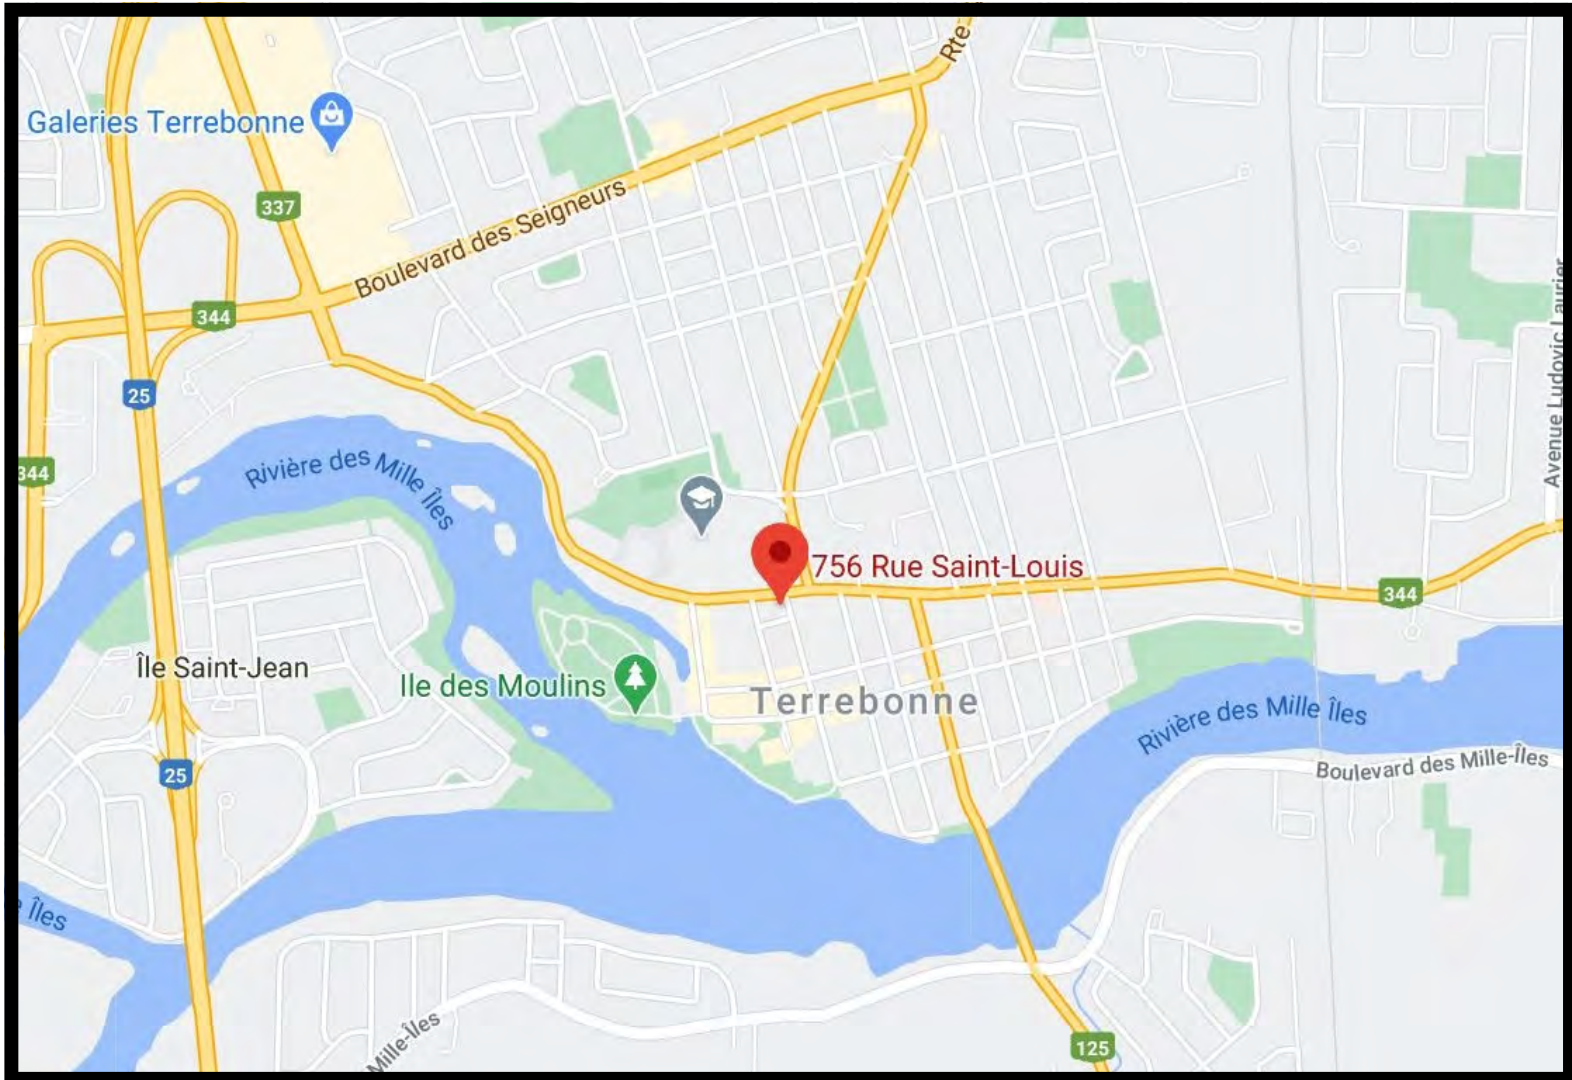 Rte
Galeries Terrebonne
337
Boulevard des Seigneurs
344
25
344
Avenue Ludovic Laurier
Rivière des Mille Îles
756 Rue Saint-Louis
344
Île Saint-Jean
Ile des Moulins
Terrebonne
Rivière des Mille Îles
Boulevard des Mille-Îles
25
Îles
Mille-Îles
125